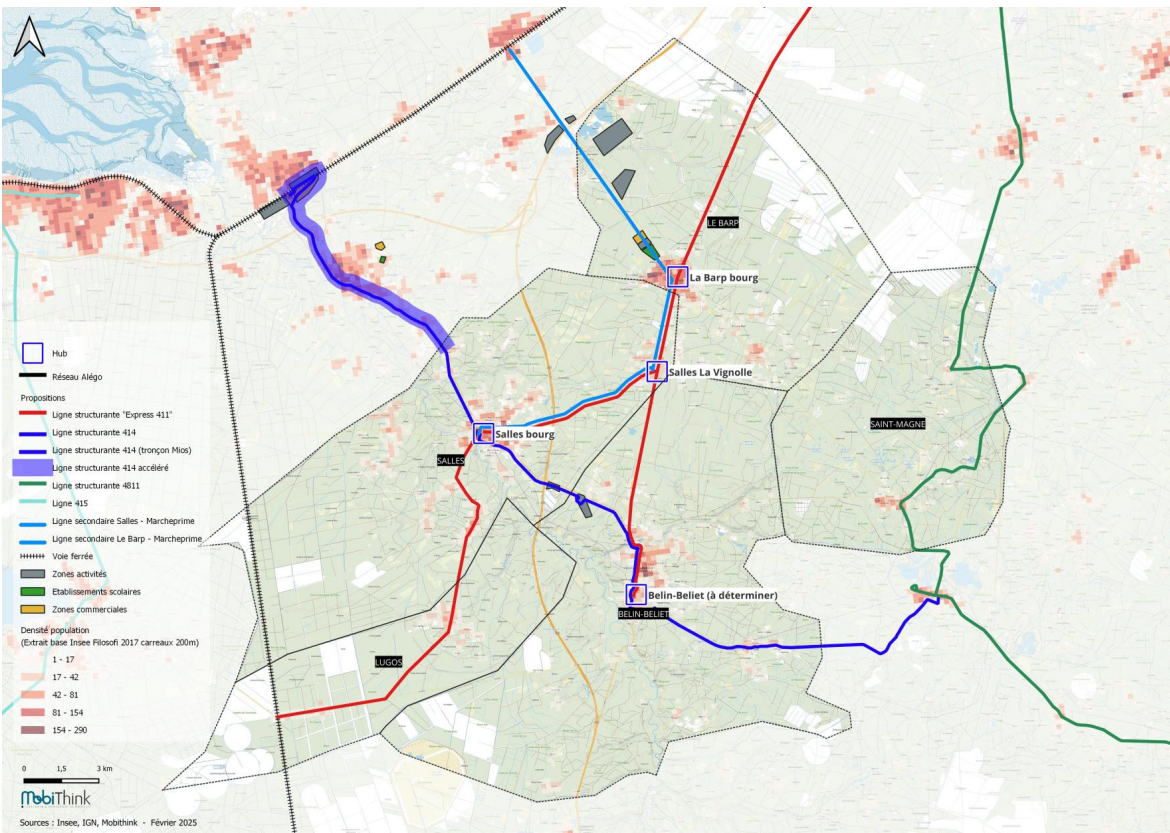 LE BARP
La Barp bourg
Salles La Vignolle
SAINT-MAGNE
Salles bourg
SALLES
Belin-Beliet (à déterminer)
BELIN-BELIET
LUGOS
Hub
Réseau Alégo
Propositions
Ligne structurante "Express 411"
Ligne structurante 414
Ligne structurante 414 (tronçon Mios)
Ligne structurante 414 accéléré
Ligne structurante 4811
Ligne 415
Ligne secondaire Salles - Marcheprime
Ligne secondaire Le Barp - Marcheprime
Voie ferrée
Zones activités
Etablissements scolaires
Zones commerciales
Densité population
(Extrait base Insee Filosofi 2017 carreaux 200m)
1 - 17
17 - 42
42 - 81
81 - 154
154 - 290
0 1,5 3 km
MobiThink
Sources : Insee, IGN, Mobithink - Février 2025